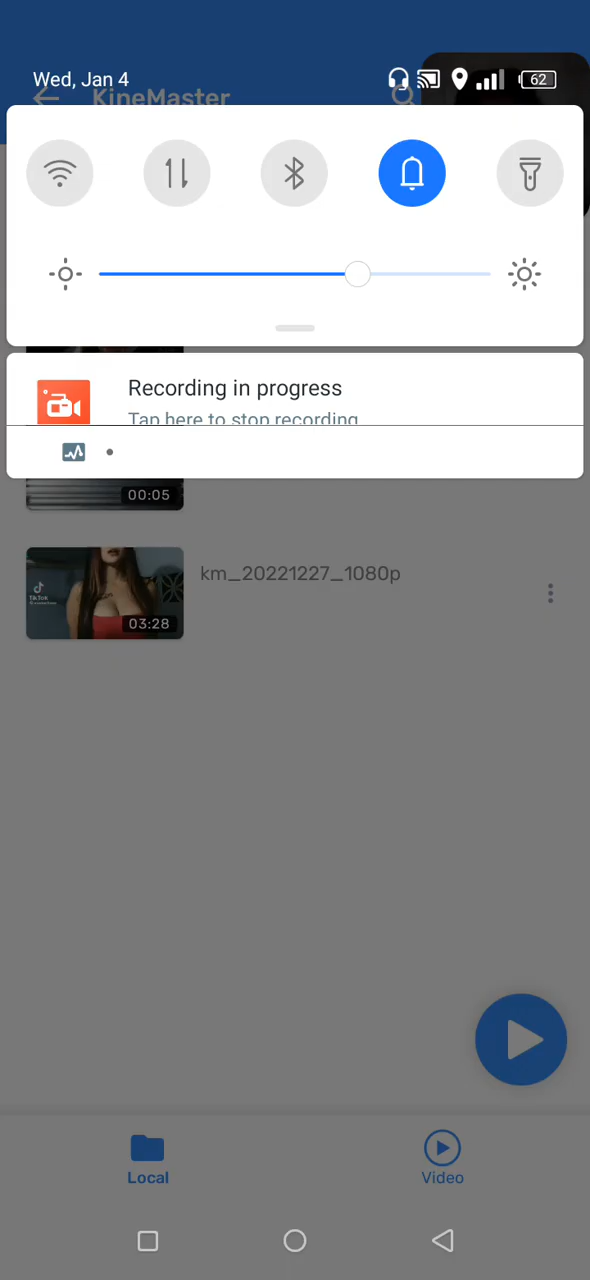 Wed, Jan 4
62
KineMaster
Recording in progress
Tap here to stop recording
00:05
km_20221227_1080p
TikTok
03:28
Local
Video